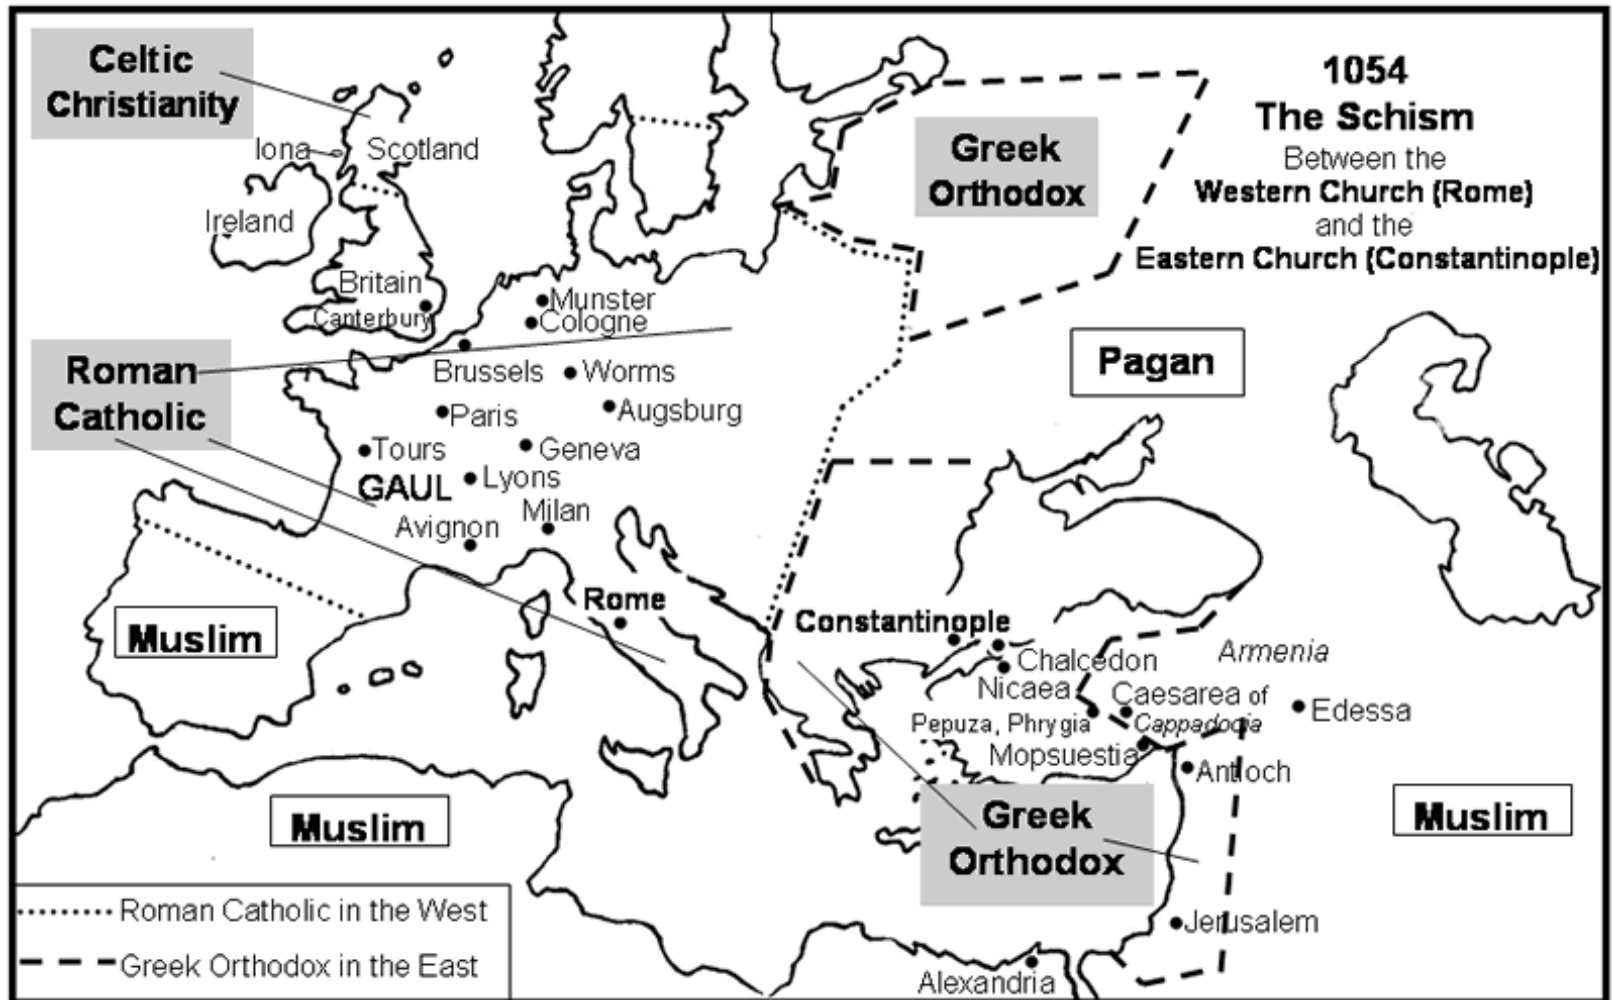 Celtic
Christianity
1054
The Schism
Between the
Western Church (Rome)
and the
Eastern Church (Constantinople)
Greek
Orthodox
Iona
Scotland
Ireland
Britain
Canterbury
Munster
Cologne
Roman
Catholic
Brussels
Worms
Pagan
Paris
Augsburg
Tours
Geneva
GAUL
Lyons
Avignon
Milan
Rome
Muslim
Constantinople
Chalcedon
Nicaea
Armenia
Caesarea of
Cappadocia
Edessa
Pepuza, Phrygia
Mopsuestia
Antioch
Muslim
Greek
Orthodox
Muslim
Jerusalem
Alexandria
Roman Catholic in the West
Greek Orthodox in the East